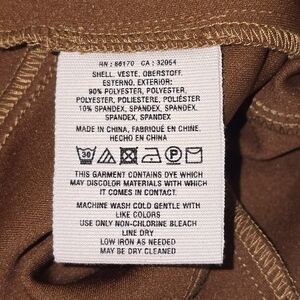 RN : 86170 CA : 32054
SHELL, VESTE, OBERSTOFF,
ESTERNO, EXTERIOR:
90% POLYESTER, POLYESTER,
POLYESTER, POLIESTERE, POLIÉSTER
10% SPANDEX, SPANDEX, SPANDEX,
SPANDEX, SPANDEX
MADE IN CHINA, FABRIQUÉ EN CHINE,
HECHO EN CHINA
30 P
THIS GARMENT CONTAINS DYE WHICH
MAY DISCOLOR MATERIALS WITH WHICH
IT COMES IN CONTACT.
MACHINE WASH COLD GENTLE WITH
LIKE COLORS
USE ONLY NON-CHLORINE BLEACH
LINE DRY
LOW IRON AS NEEDED
MAY BE DRY CLEANED